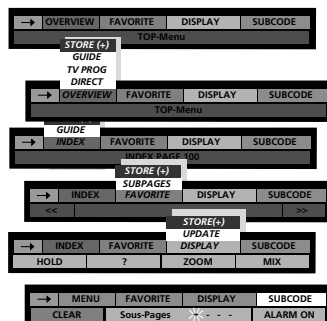 → OVERVIEW FAVORITE DISPLAY SUBCODE
TOP-Menu
STORE (+)
GUIDE
TV PROG
DIRECT
→ OVERVIEW FAVORITE DISPLAY SUBCODE
TOP-Menu
GUIDE
→ INDEX FAVORITE DISPLAY SUBCODE
INDEX PAGE 100
STORE (+)
SUBPAGES
→ INDEX FAVORITE DISPLAY SUBCODE
<< >>
STORE(+)
UPDATE
→ INDEX FAVORITE DISPLAY SUBCODE
HOLD ? ZOOM MIX
→ MENU FAVORITE DISPLAY SUBCODE
CLEAR Sous-Pages - - - ALARM ON